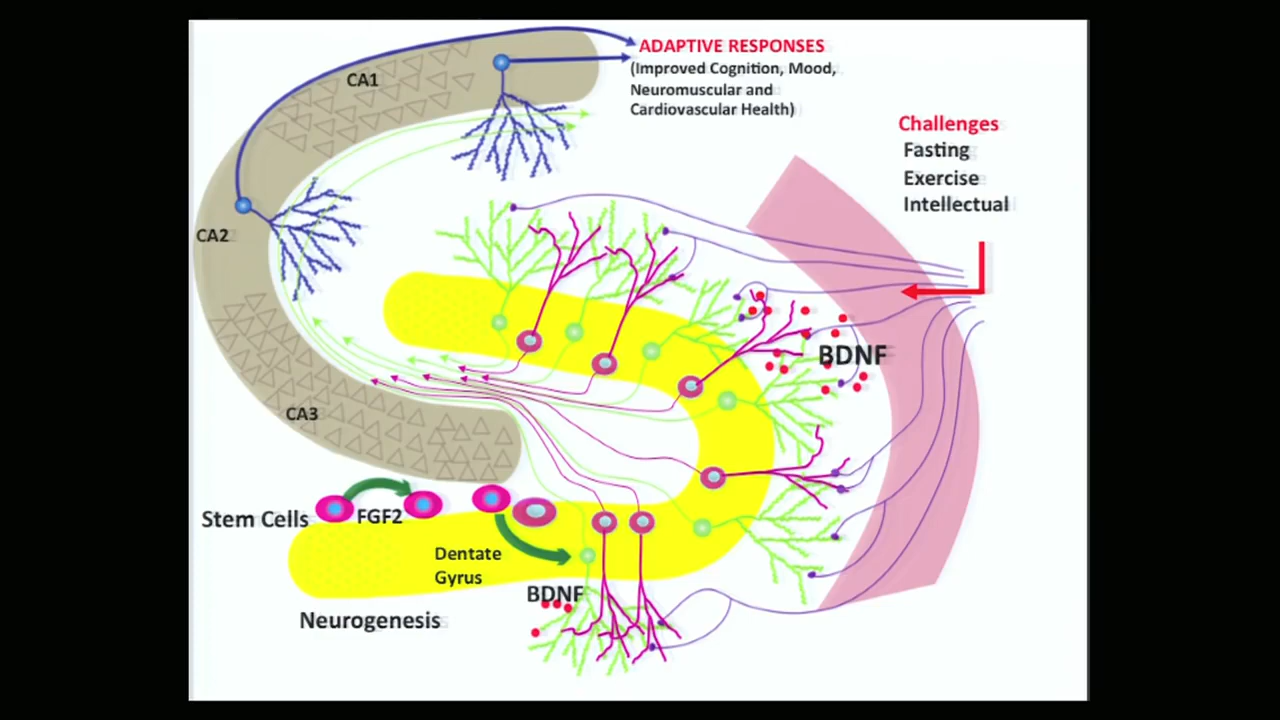 ADAPTIVE RESPONSES
(Improved Cognition, Mood,
Neuromuscular and
Cardiovascular Health)
CA1
Challenges
Fasting
Exercise
Intellectual
CA2
BDNF
CA3
Stem Cells
FGF2
Dentate
Gyrus
BDNF
Neurogenesis